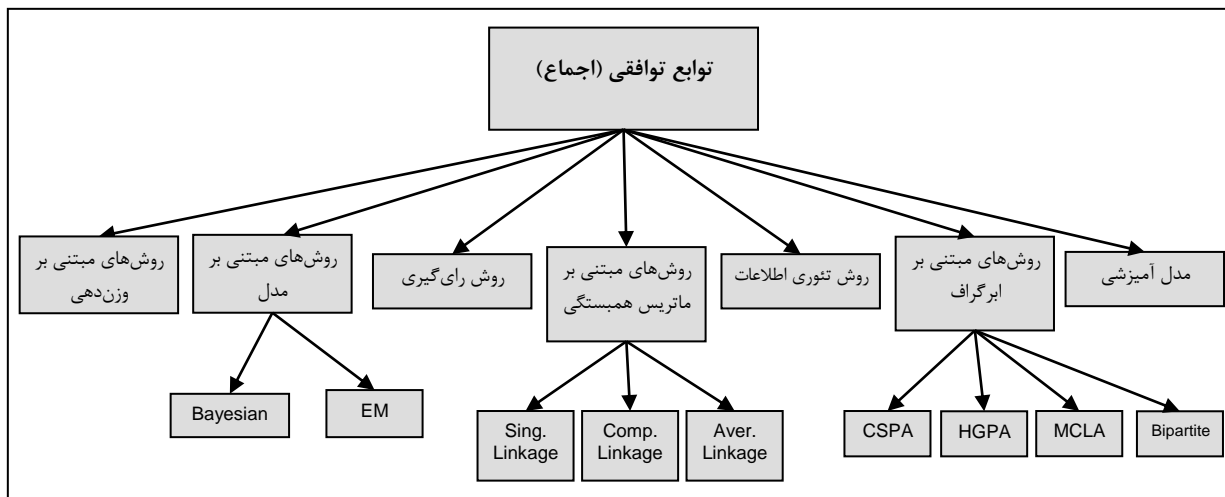 توابع توافقی (اجماع)
روش‌های مبتنی بر
وزن‌دهی
روش‌های مبتنی بر
مدل
روش رای‌گیری
روش‌های مبتنی بر
ماتریس همبستگی
روش تئوری اطلاعات
روش‌های مبتنی بر
ابرگراف
مدل آمیزشی
Bayesian
EM
Sing.
Linkage
Comp.
Linkage
Aver.
Linkage
CSPA
HGPA
MCLA
Bipartite